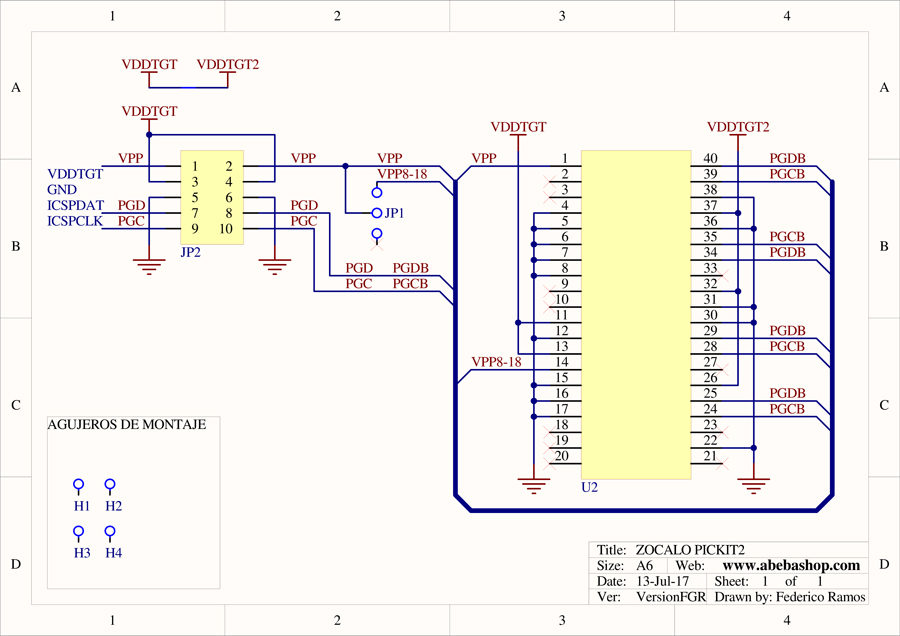 1 2 3 4
A A
VDDTGT VDDTGT2
VDDTGT
VDDTGT VDDTGT2
VPP VPP VPP VPP
VPP8-18
VDDTGT
GND
ICSPDAT PGD
ICSPCLK PGC
1 2
3 4
5 6
7 8
9 10
JP2
PGD
PGC
JP1
PGD PGDB
PGC PGCB
B B
VPP8-18
1 40 PGDB
2 39 PGCB
3 38
4 37
5 36
6 35 PGCB
7 34 PGDB
8 33
9 32
10 31
11 30
12 29 PGDB
13 28 PGCB
14 27
15 26
16 25 PGDB
17 24 PGCB
18 23
19 22
20 21
U2
C C
AGUJEROS DE MONTAJE
H1 H2
H3 H4
D D
Title: ZOCALO PICKIT2
Size: A6 Web: www.abebashop.com
Date: 13-Jul-17 Sheet: 1 of 1
Ver: VersionFGR Drawn by: Federico Ramos
1 2 3 4